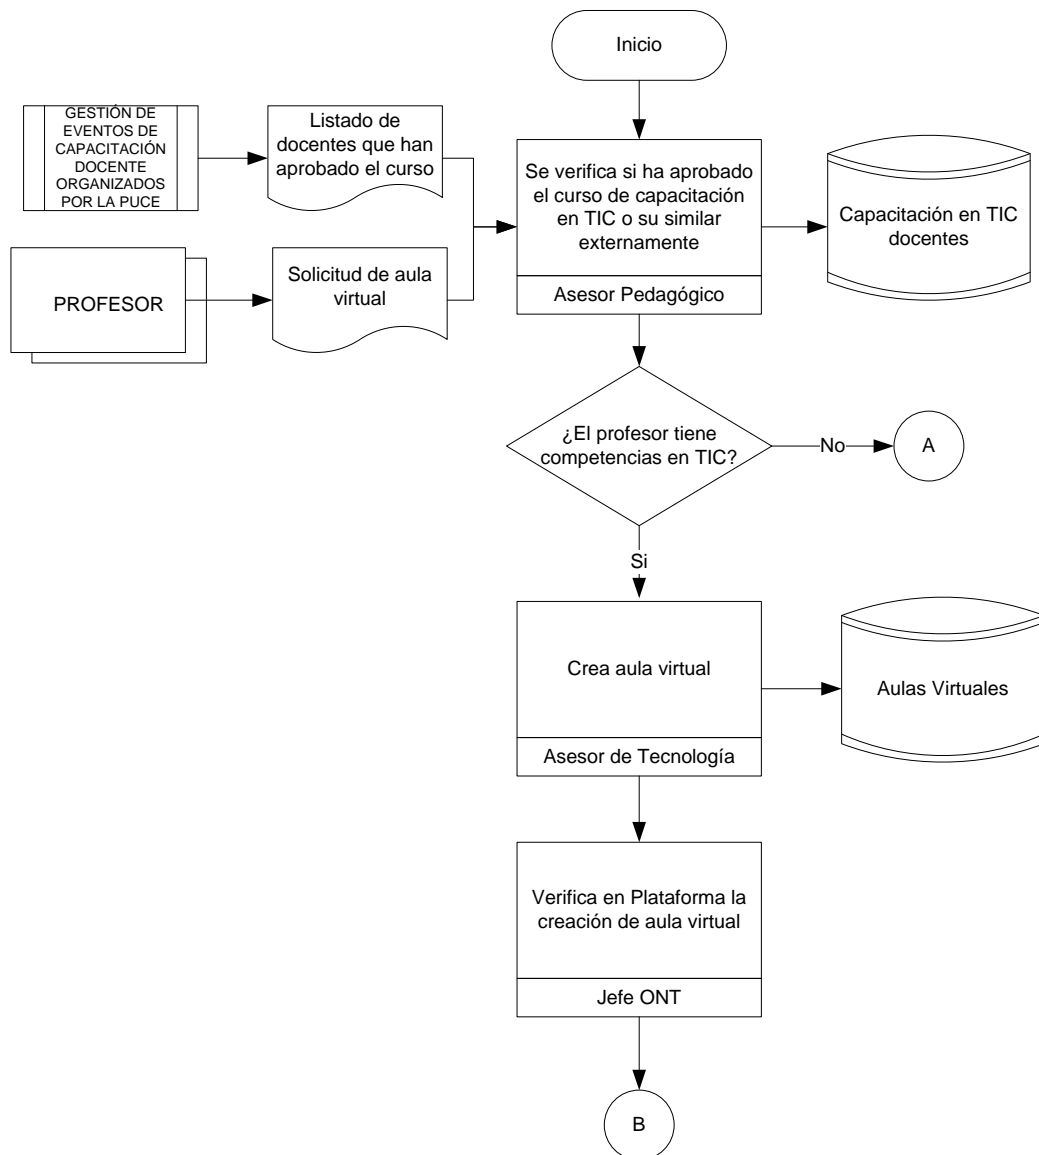 Inicio
GESTIÓN DE
EVENTOS DE
CAPACITACIÓN
DOCENTE
ORGANIZADOS
POR LA PUCE
Listado de
docentes que han
aprobado el curso
Se verifica si ha aprobado
el curso de capacitación
en TIC o su similar
externamente
Asesor Pedagógico
Capacitación en TIC
docentes
PROFESOR
Solicitud de aula
virtual
¿El profesor tiene
competencias en TIC?
No
A
Si
Crea aula virtual
Asesor de Tecnología
Aulas Virtuales
Verifica en Plataforma la
creación de aula virtual
Jefe ONT
B